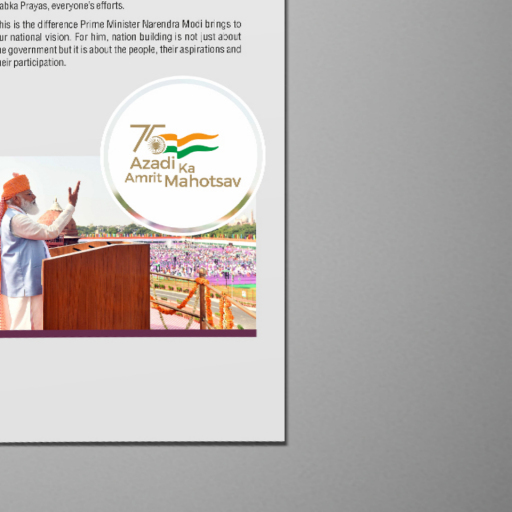 abka Prayas, everyone's efforts.
his is the difference Prime Minister Narendra Modi brings to
ur national vision. For him, nation building is not just about
he government but it is about the people, their aspirations and
heir participation.
75
Azadi Ka
Amrit Mahotsav